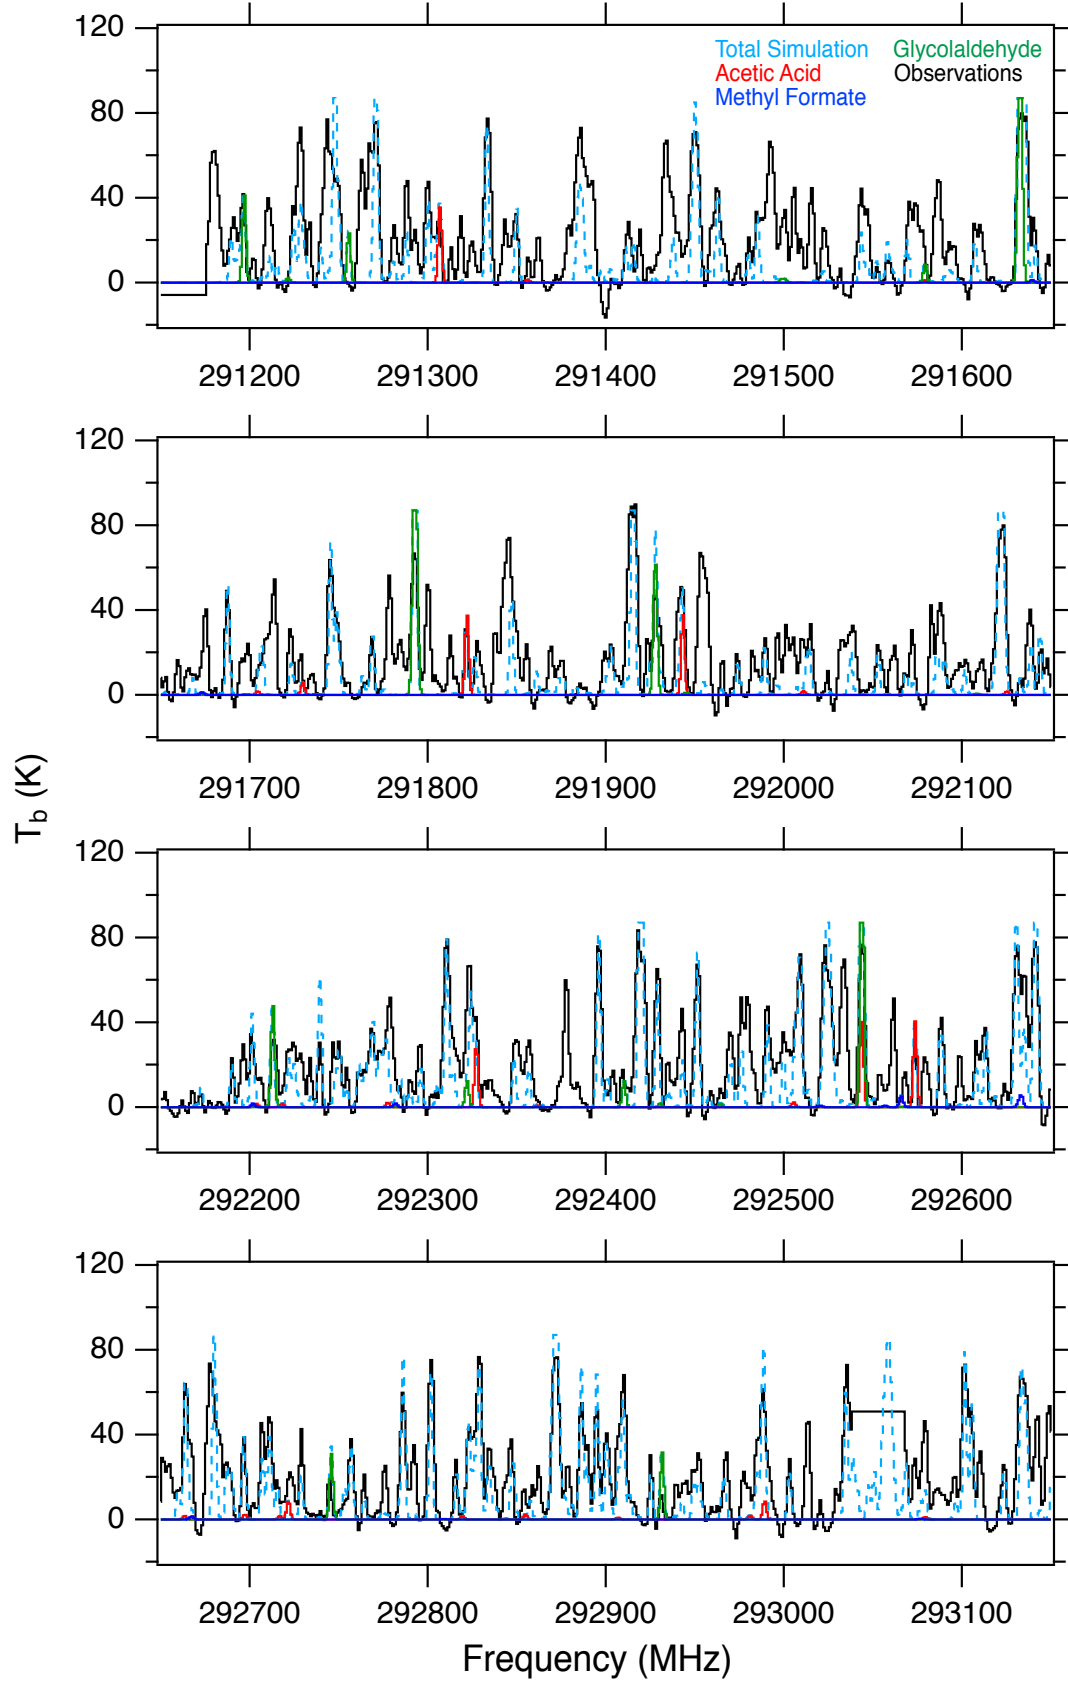 120
Total Simulation Glycolaldehyde
Acetic Acid Observations
Methyl Formate
80
40
0
291200 291300 291400 291500 291600
120
80
40
0
291700 291800 291900 292000 292100
T_b (K)
120
80
40
0
292200 292300 292400 292500 292600
120
80
40
0
292700 292800 292900 293000 293100
Frequency (MHz)